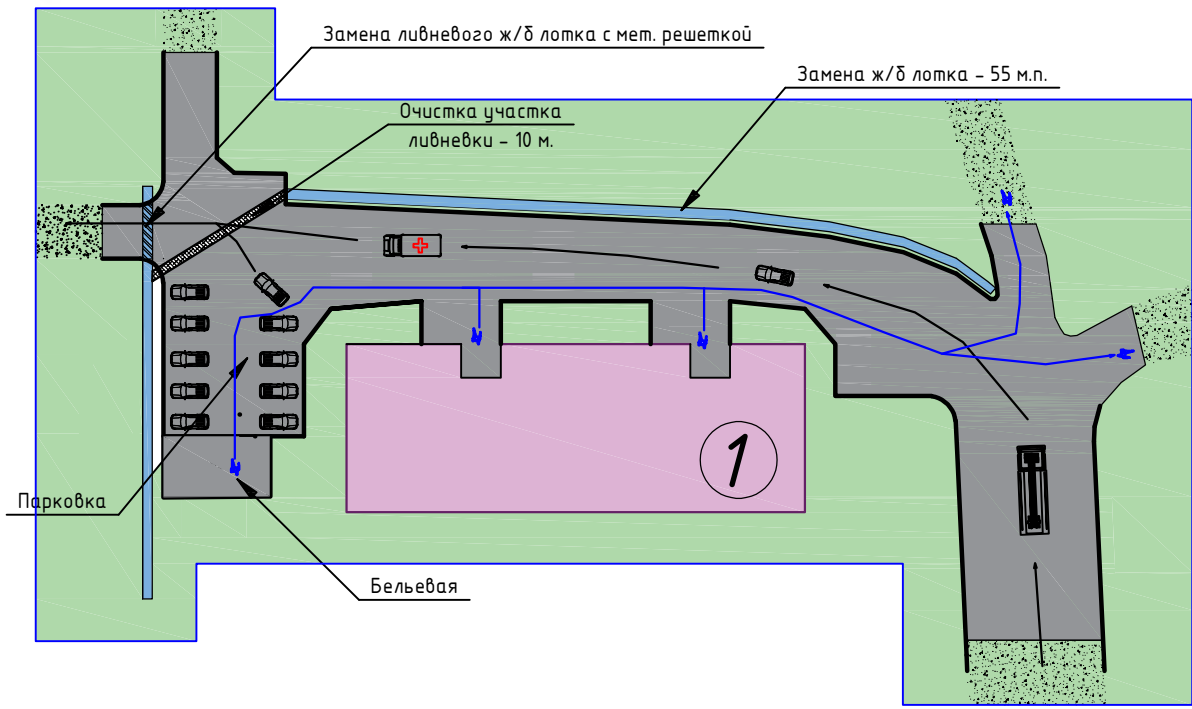 Замена ливневого ж/б лотка с мет. решеткой
Замена ж/б лотка - 55 м.п.
Очистка участка
ливневки - 10 м.
1
Парковка
Бельевая